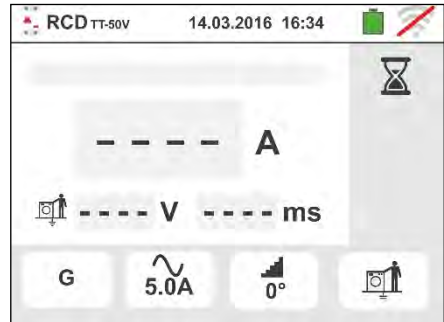 RCD TT-50V 14.03.2016 16:34
- - - - A
- - - - V - - - - ms
G 5.0A 0°